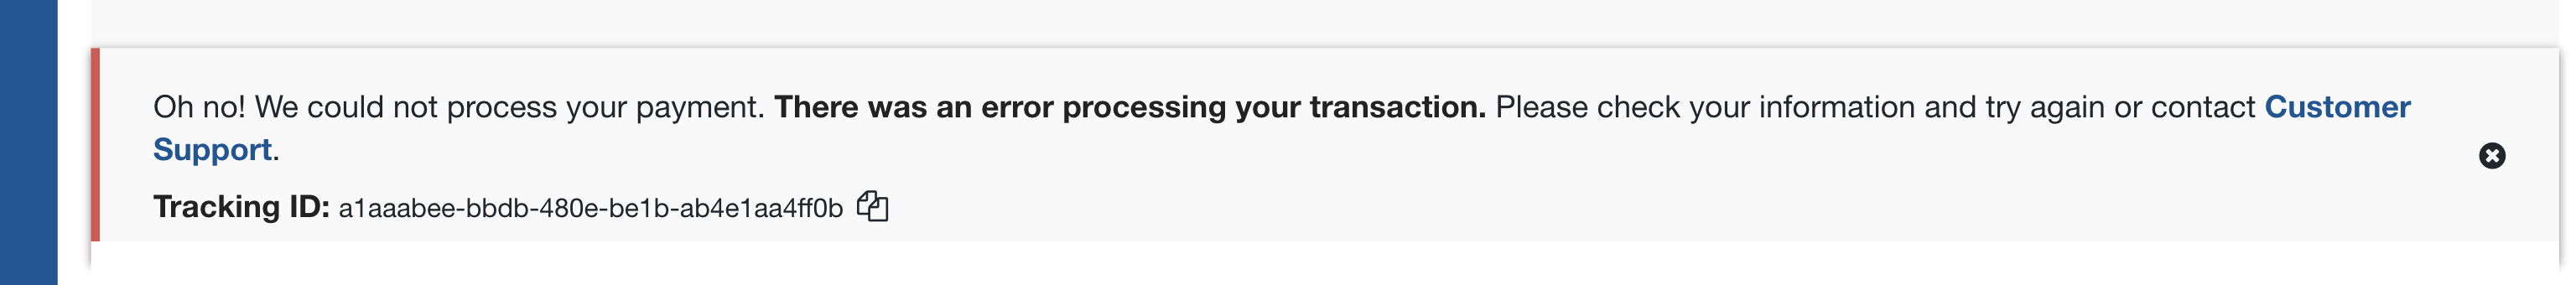 Oh no! We could not process your payment. There was an error processing your transaction. Please check your information and try again or contact Customer
Support.
Tracking ID: a1aaabee-bbdb-480e-be1b-ab4e1aa4ff0b